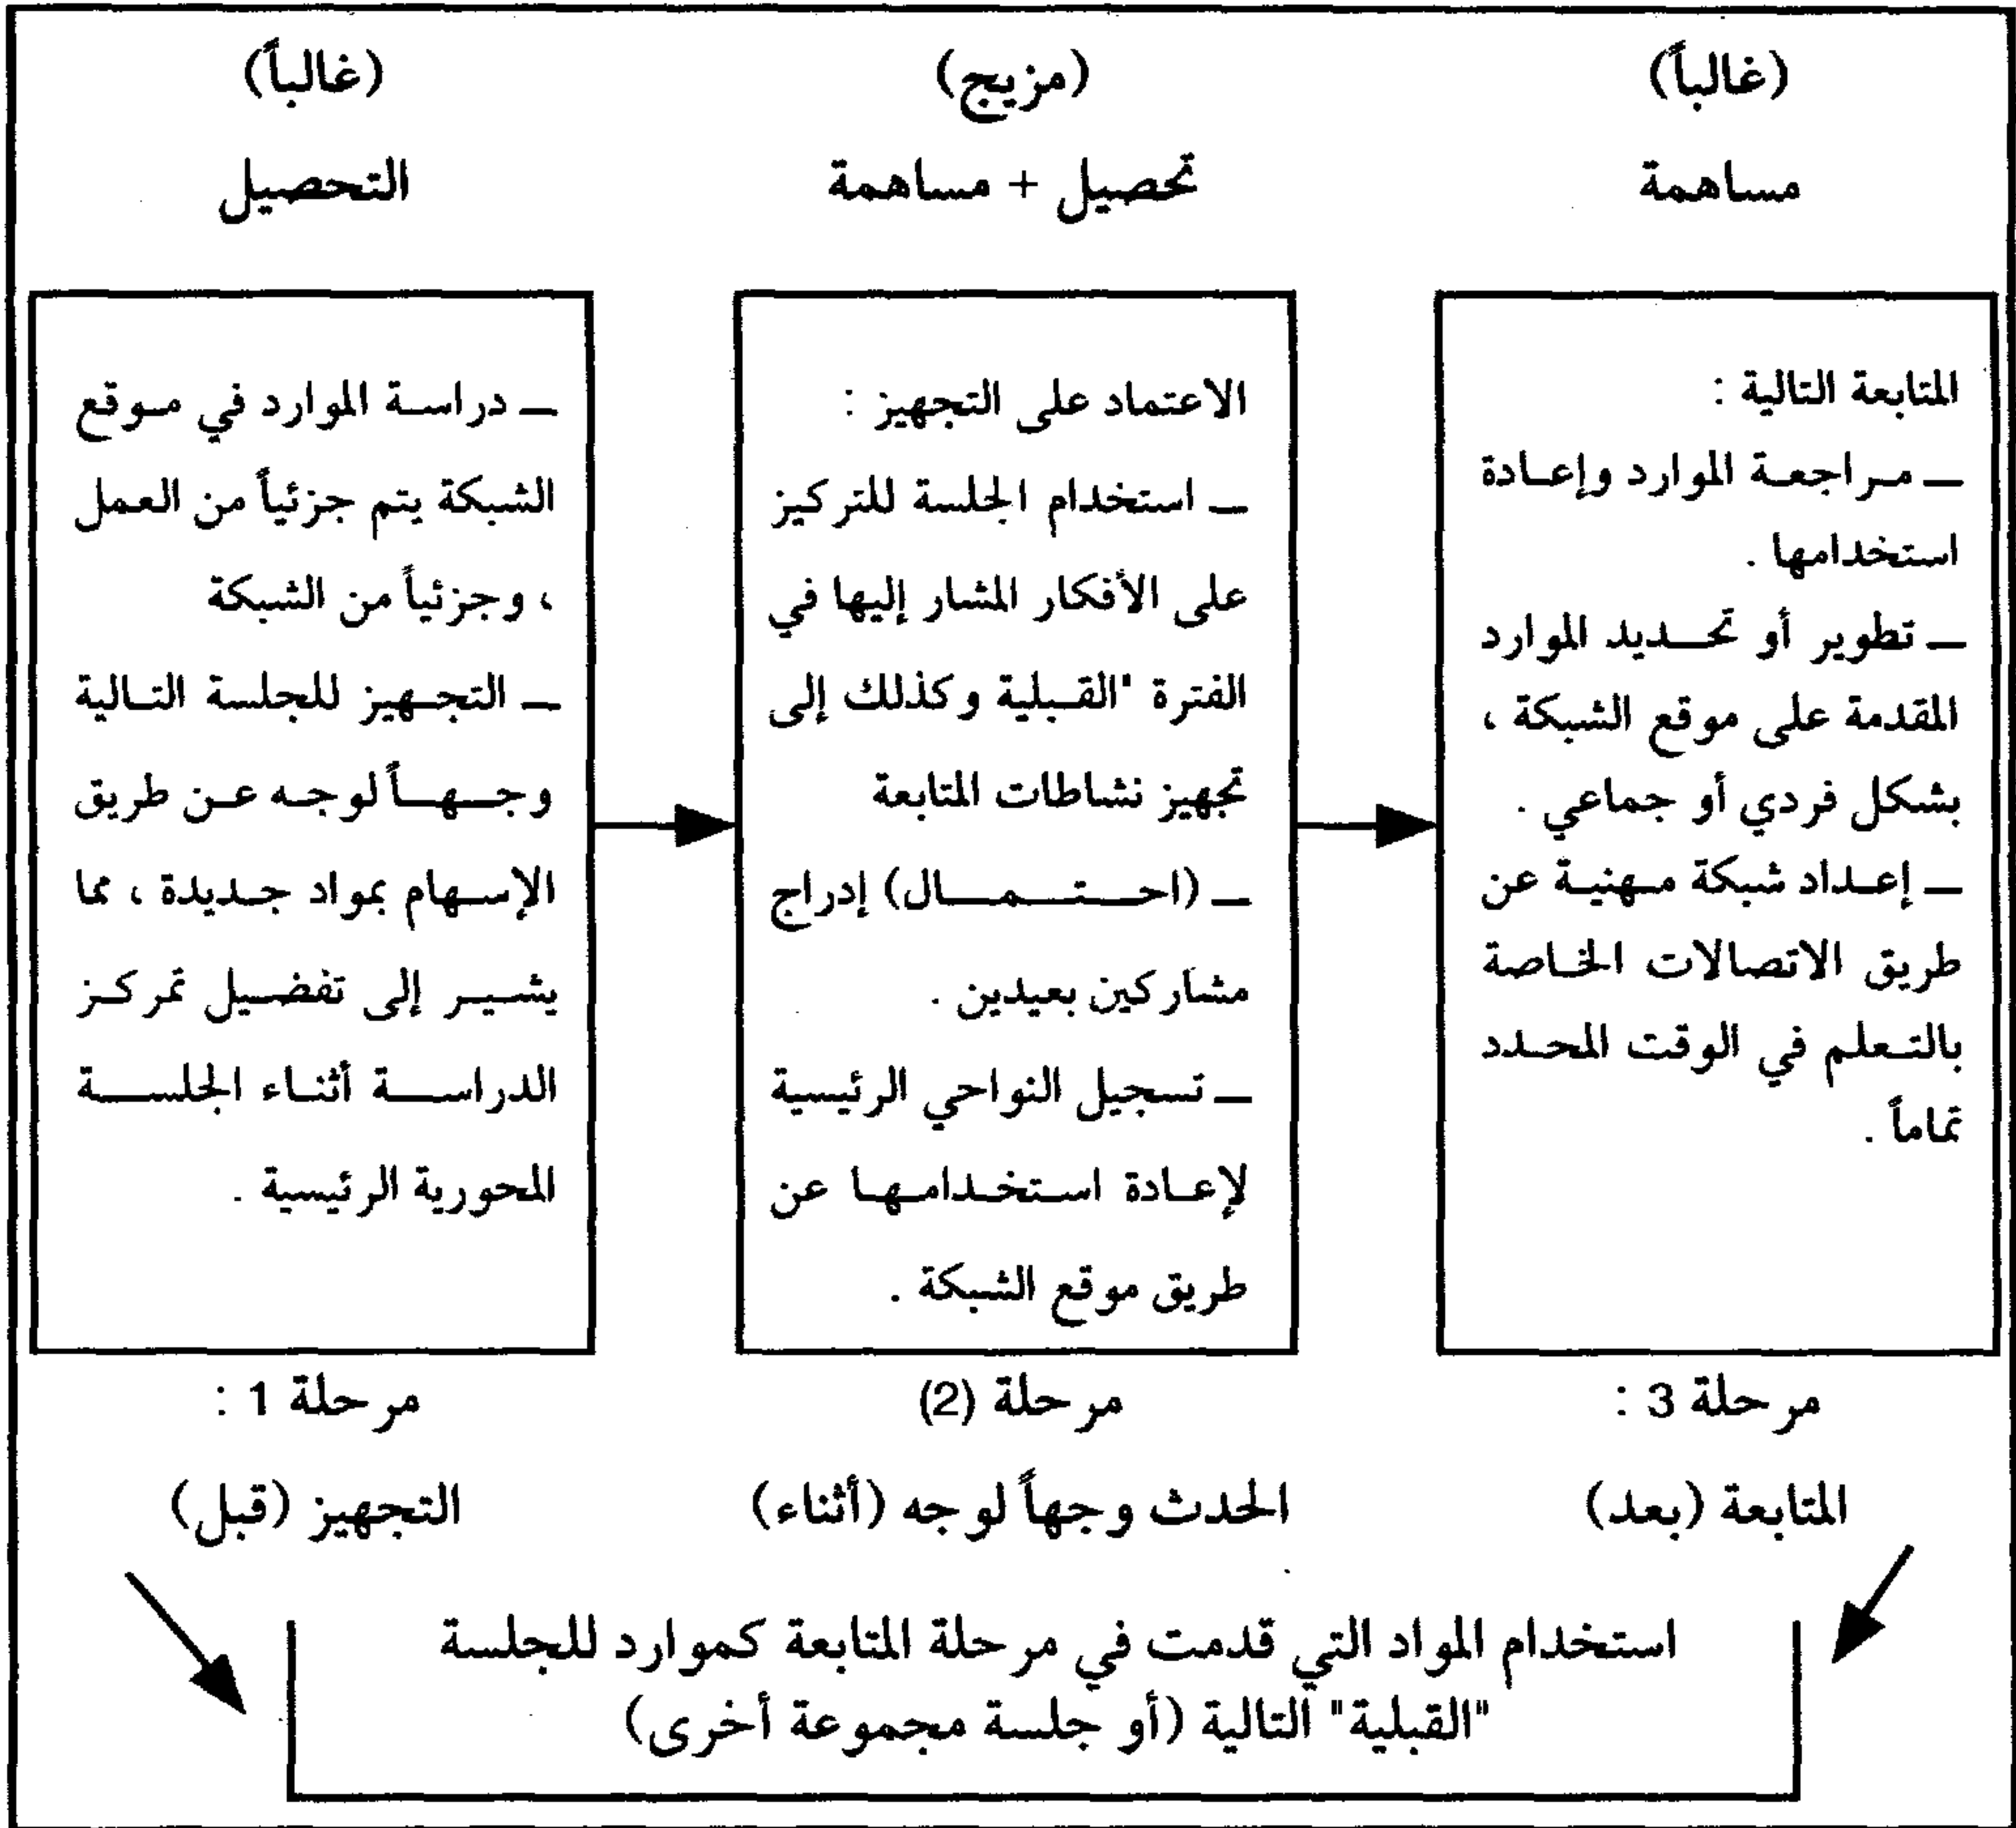 (غالباً)
التحصيل
ـ دراسة الموارد في موقع
الشبكة يتم جزئياً من العمل
، وجزئياً من الشبكة
ـ التجهيز للجلسة التالية
وجهاً لوجه عن طريق
الإسهام بمواد جديدة ، مما
يشير إلى تفضيل تمركز
الدراسة أثناء الجلسة
المحورية الرئيسية .
مرحلة 1 :
التجهيز (قبل)
(مزيج)
تحصيل + مساهمة
الاعتماد على التجهيز :
ـ استخدام الجلسة للتركيز
على الأفكار المشار إليها في
الفترة "القبلية وكذلك إلى
تجهيز نشاطات المتابعة
ـ (احتمال) إدراج
مشاركين بعيدين .
ـ تسجيل النواحي الرئيسية
لإعادة استخدامها عن
طريق موقع الشبكة .
مرحلة (2)
الحدث وجهاً لوجه (أثناء)
(غالباً)
مساهمة
المتابعة التالية :
ـ مراجعة الموارد وإعادة
استخدامها .
ـ تطوير أو تحديد الموارد
المقدمة على موقع الشبكة ،
بشكل فردي أو جماعي .
ـ إعداد شبكة مهنية عن
طريق الاتصالات الخاصة
بالتعلم في الوقت المحدد
تماماً .
مرحلة 3 :
المتابعة (بعد)
استخدام المواد التي قدمت في مرحلة المتابعة كموارد للجلسة
"القبلية" التالية (أو جلسة مجموعة أخرى)